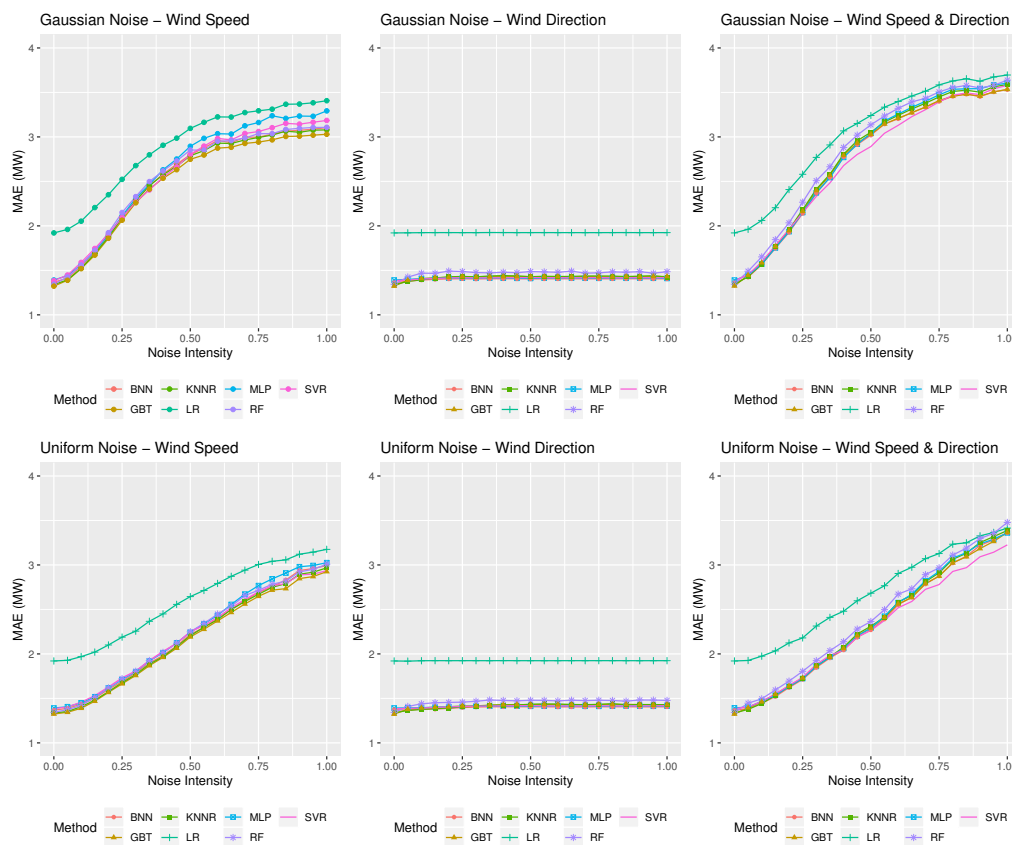 Gaussian Noise − Wind Speed
4
3
2
1
MAE (MW)
0.00 0.25 0.50 0.75 1.00
Noise Intensity
Method
BNN KNNR MLP SVR
GBT LR RF
Gaussian Noise − Wind Direction
4
3
2
1
MAE (MW)
0.00 0.25 0.50 0.75 1.00
Noise Intensity
Method
BNN KNNR MLP SVR
GBT LR RF
Gaussian Noise − Wind Speed & Direction
4
3
2
1
MAE (MW)
0.00 0.25 0.50 0.75 1.00
Noise Intensity
Method
BNN KNNR MLP SVR
GBT LR RF
Uniform Noise − Wind Speed
4
3
2
1
MAE (MW)
0.00 0.25 0.50 0.75 1.00
Noise Intensity
Method
BNN KNNR MLP SVR
GBT LR RF
Uniform Noise − Wind Direction
4
3
2
1
MAE (MW)
0.00 0.25 0.50 0.75 1.00
Noise Intensity
Method
BNN KNNR MLP SVR
GBT LR RF
Uniform Noise − Wind Speed & Direction
4
3
2
1
MAE (MW)
0.00 0.25 0.50 0.75 1.00
Noise Intensity
Method
BNN KNNR MLP SVR
GBT LR RF